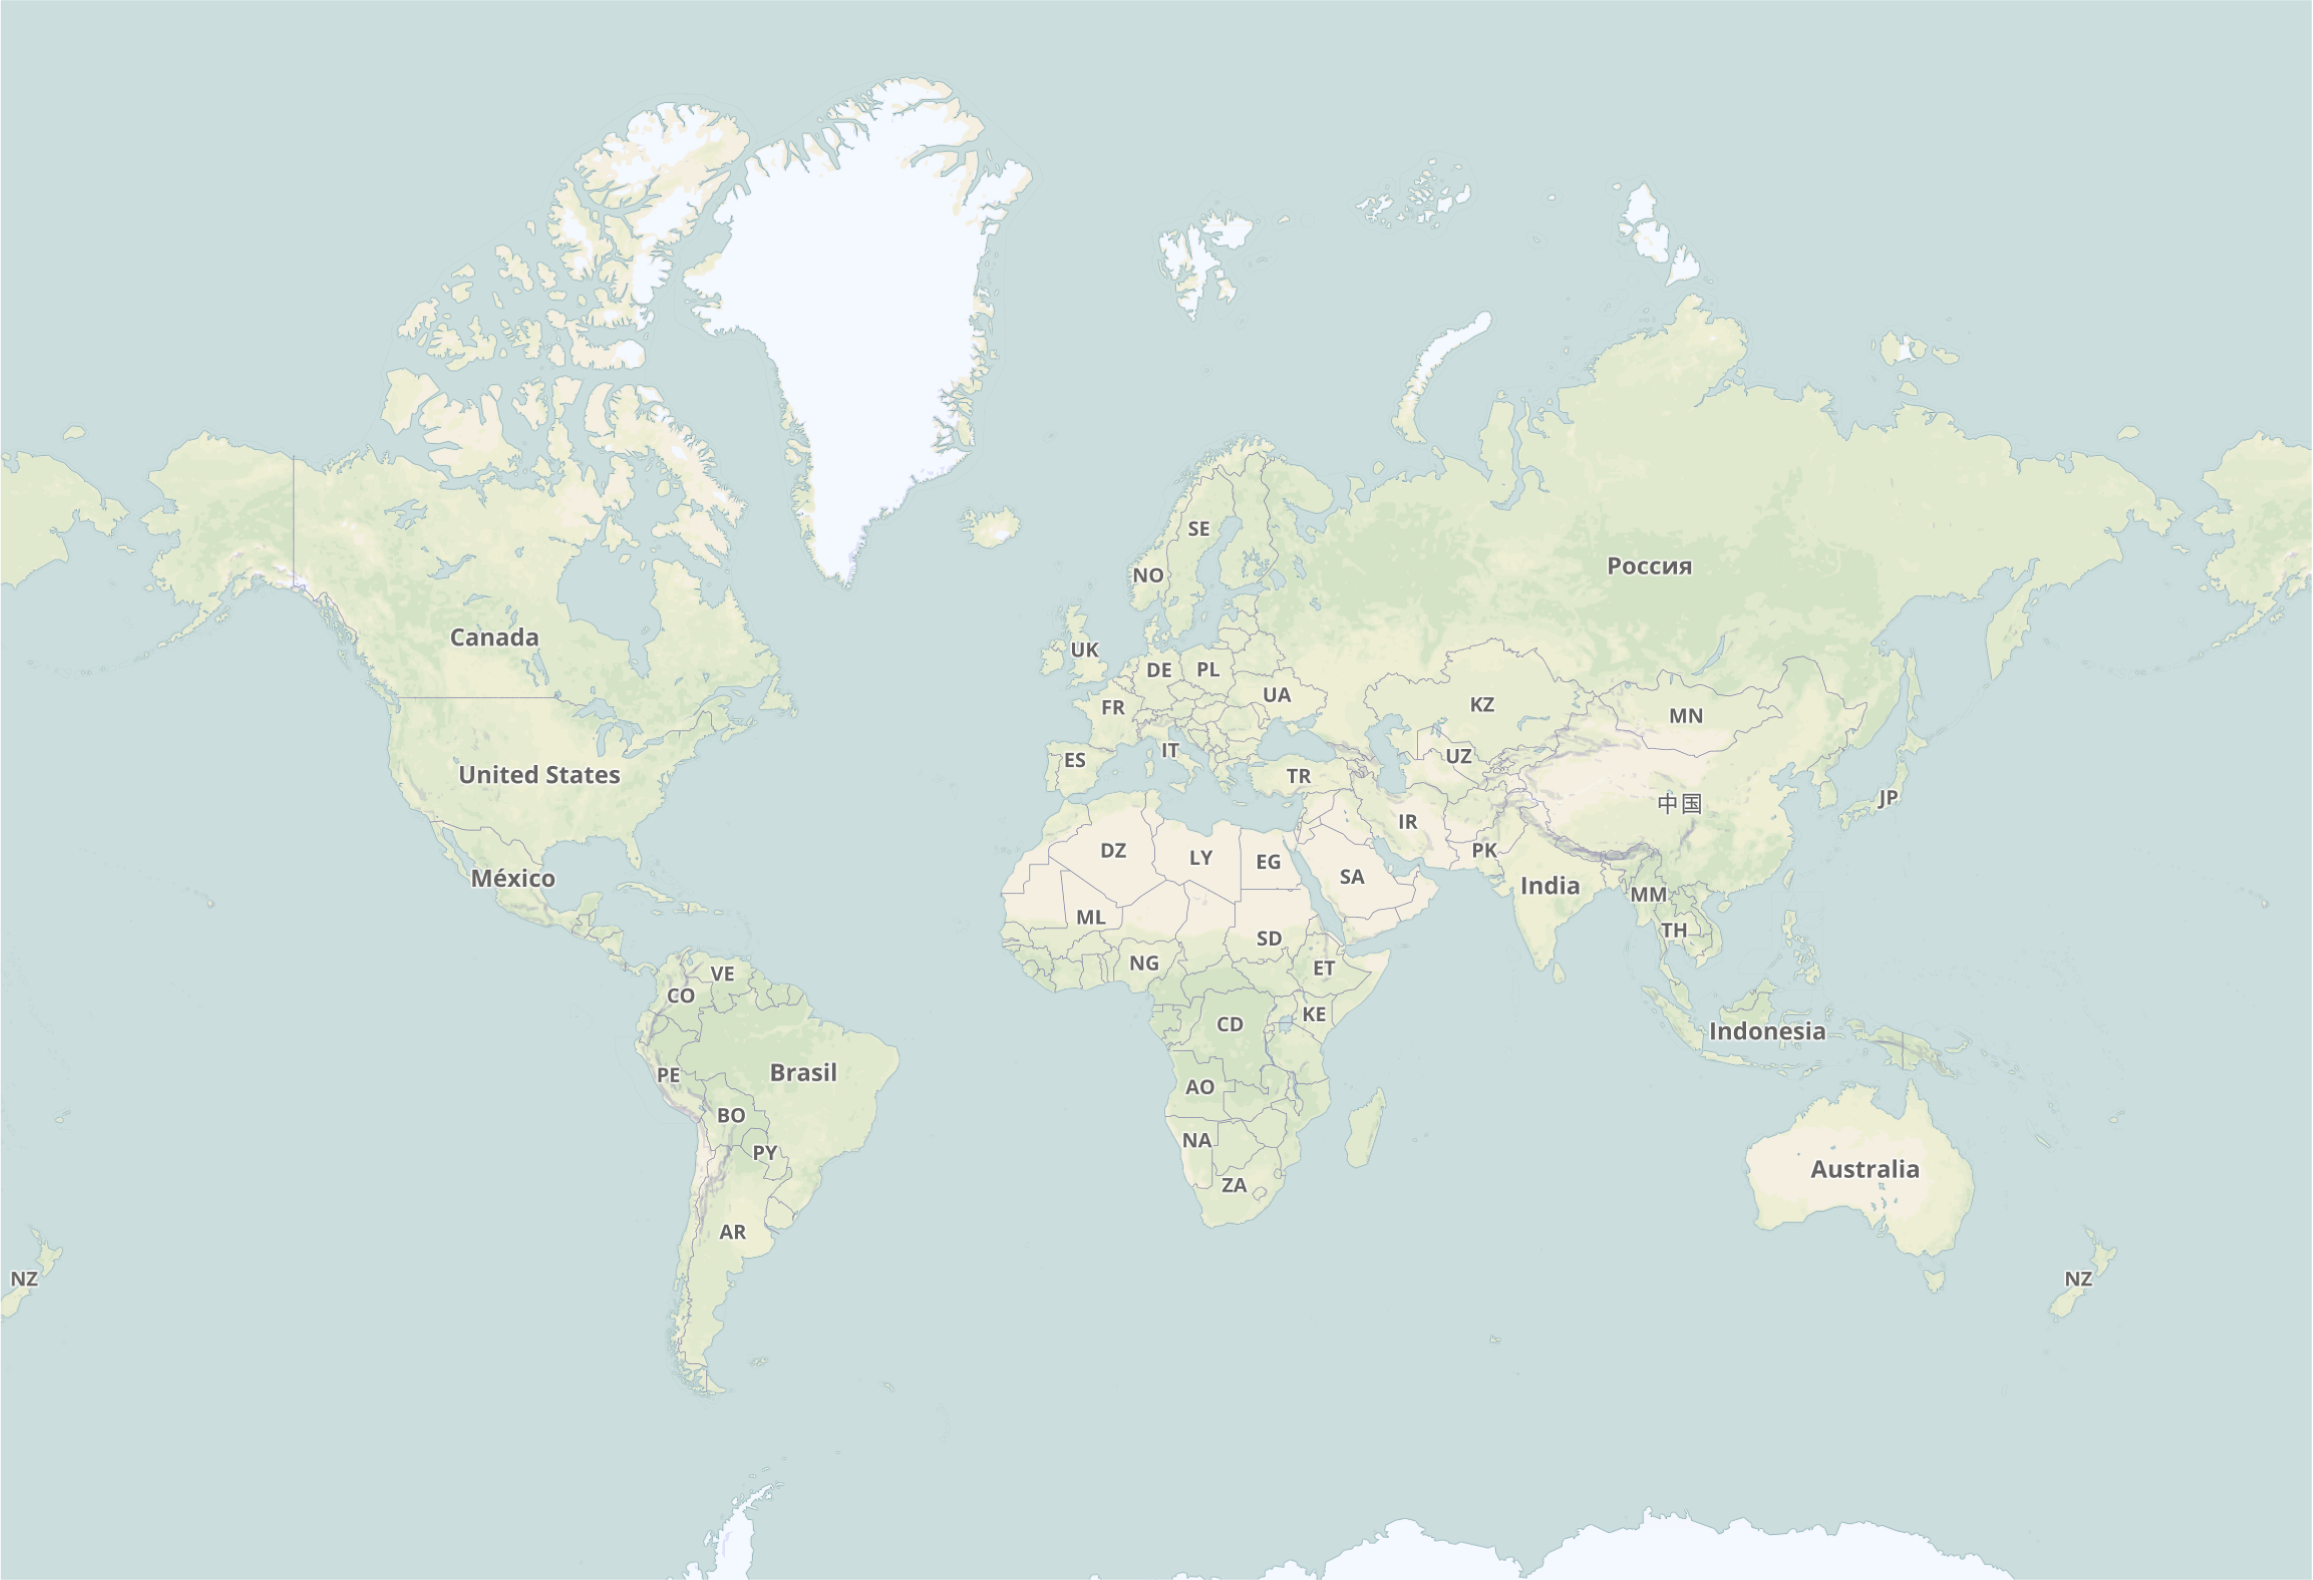 SE
Россия
NO
Canada
UK
DE
PL
UA
FR
KZ
MN
IT
ES
UZ
United States
TR
JP
中国
IR
DZ
PK
LY
EG
SA
México
India
MM
ML
TH
SD
NG
ET
VE
CO
KE
CD
Indonesia
Brasil
PE
AO
BO
NA
PY
Australia
ZA
AR
NZ
NZ